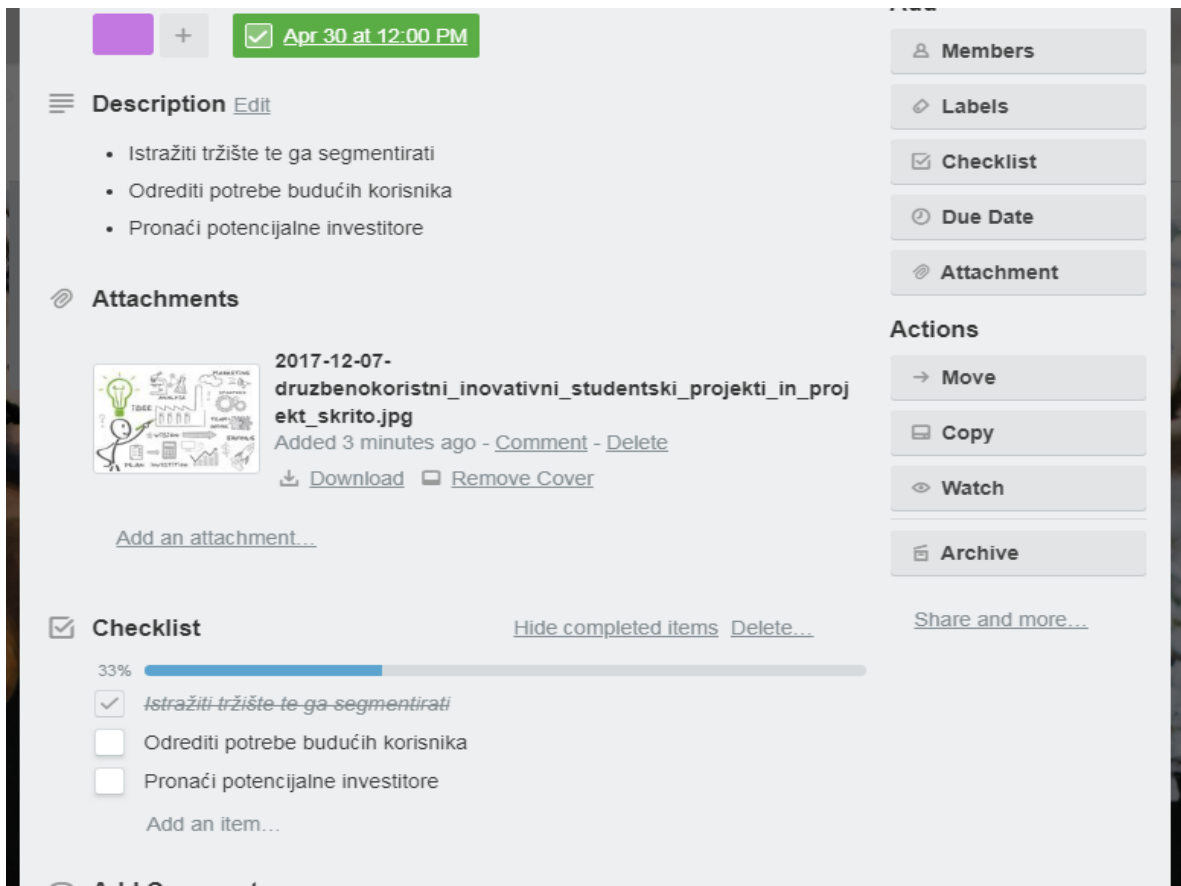 Apr 30 at 12:00 PM
Description Edit
Istražiti tržište te ga segmentirati
Odrediti potrebe budućih korisnika
Pronaći potencijalne investitore
Attachments
2017-12-07-
druzbenokoristni_inovativni_studentski_projekti_in_proj
ekt_skrito.jpg
Added 3 minutes ago - Comment - Delete
Download Remove Cover
MARKETING
IDEE
PLAN
Add an attachment...
Checklist Hide completed items Delete...
33%
Istražiti tržište te ga segmentirati
Odrediti potrebe budućih korisnika
Pronaći potencijalne investitore
Add an item...
Add
Members
Labels
Checklist
Due Date
Attachment
Actions
Move
Copy
Watch
Archive
Share and more...